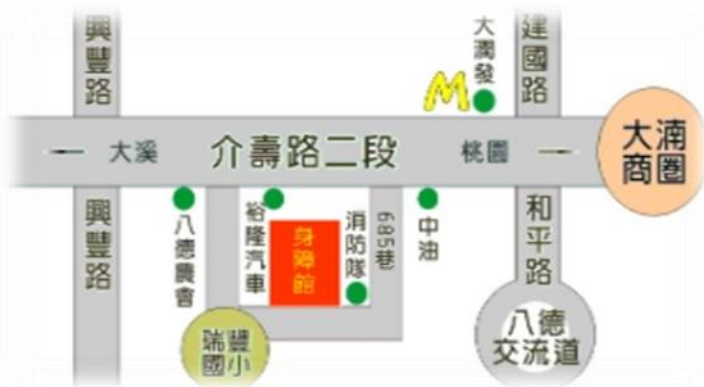 興豐路
大潤發
建國路
M
大溪
介壽路二段
桃園
大湳
商圈
興豐路
八德農會
裕隆汽車
身障館
消防隊
685巷
中油
和平路
瑞豐
國小
八德
交流道